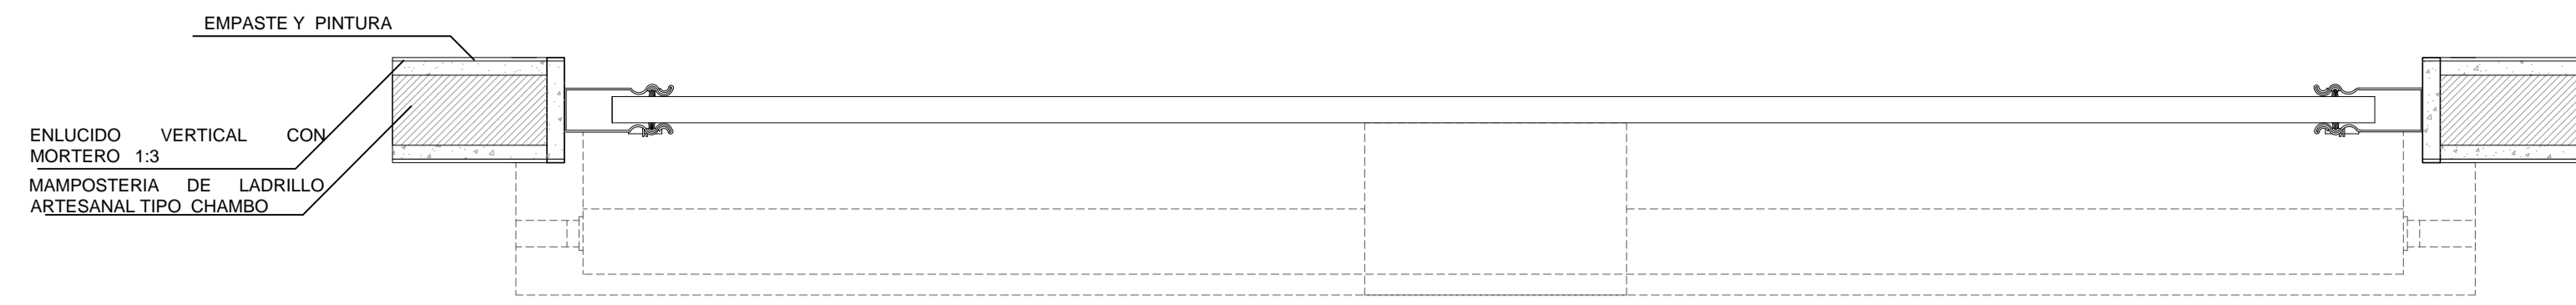 EMPASTE Y PINTURA
ENLUCIDO VERTICAL CON
MORTERO 1:3
MAMPOSTERIA DE LADRILLO
ARTESANAL TIPO CHAMBO